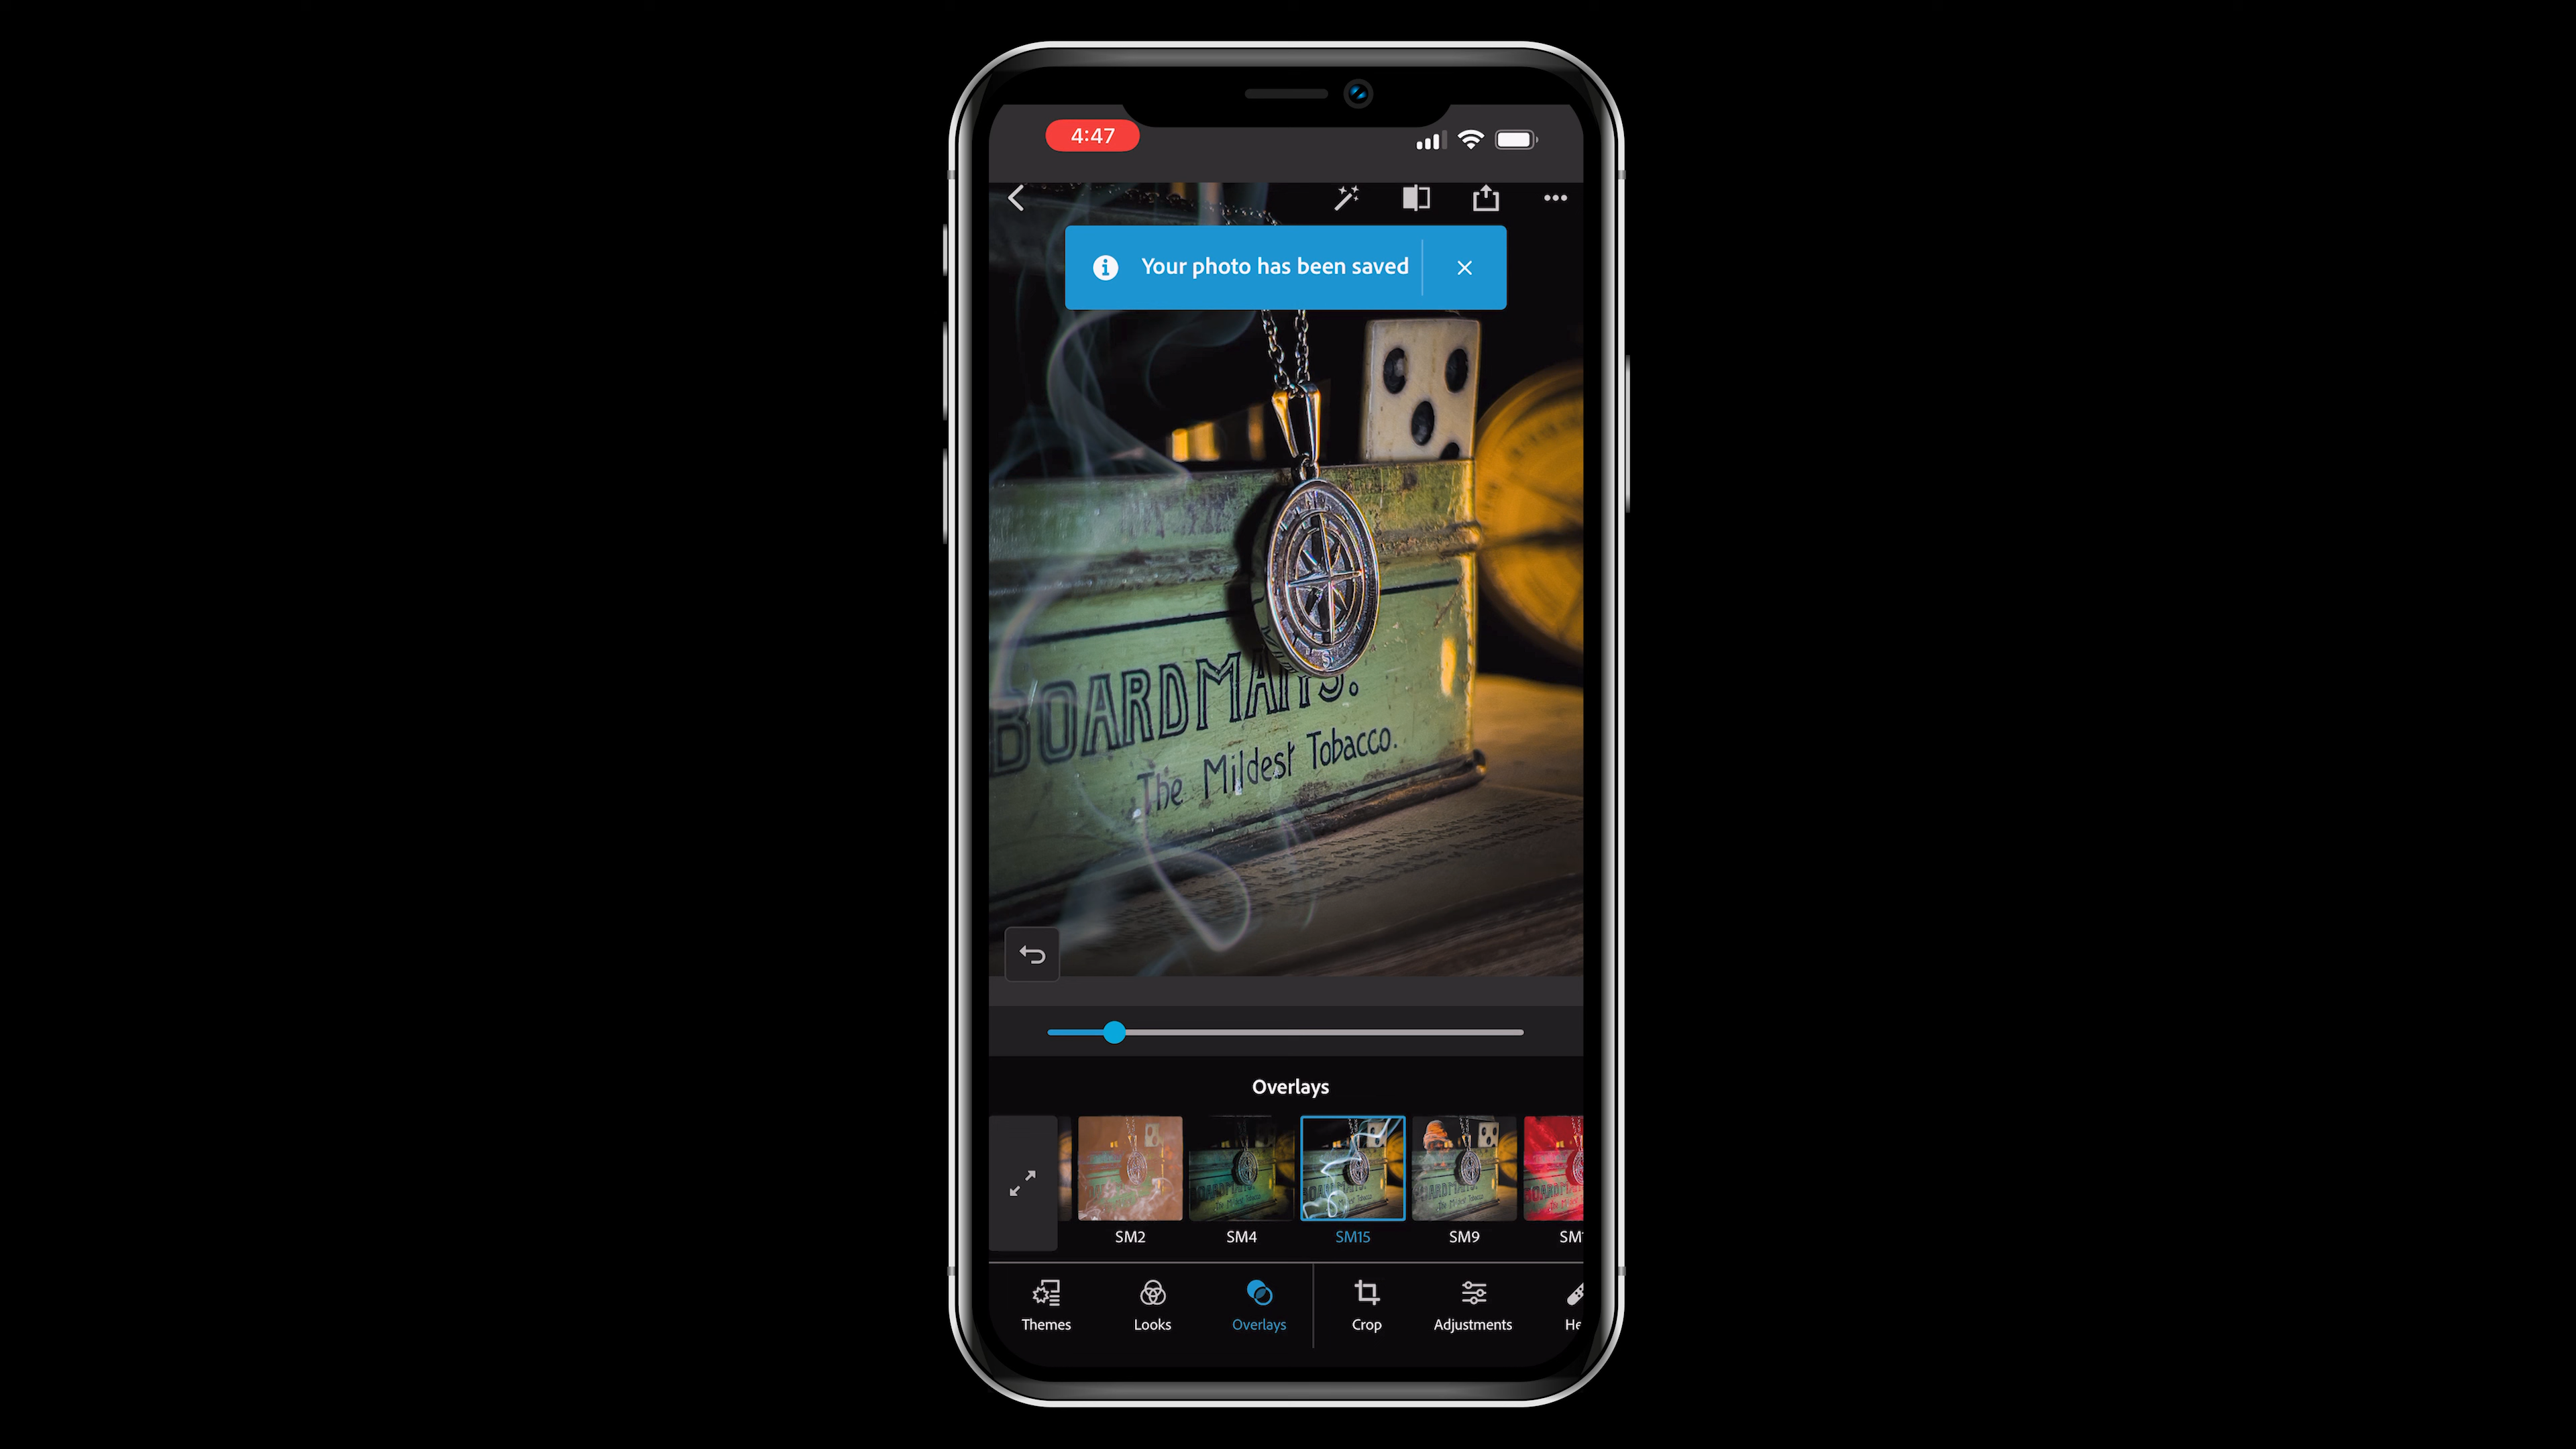 4:47
Your photo has been saved
BOARDMANS.
The Mildest Tobacco.
Overlays
SM2
SM4
SM15
SM9
Themes
Looks
Overlays
Crop
Adjustments